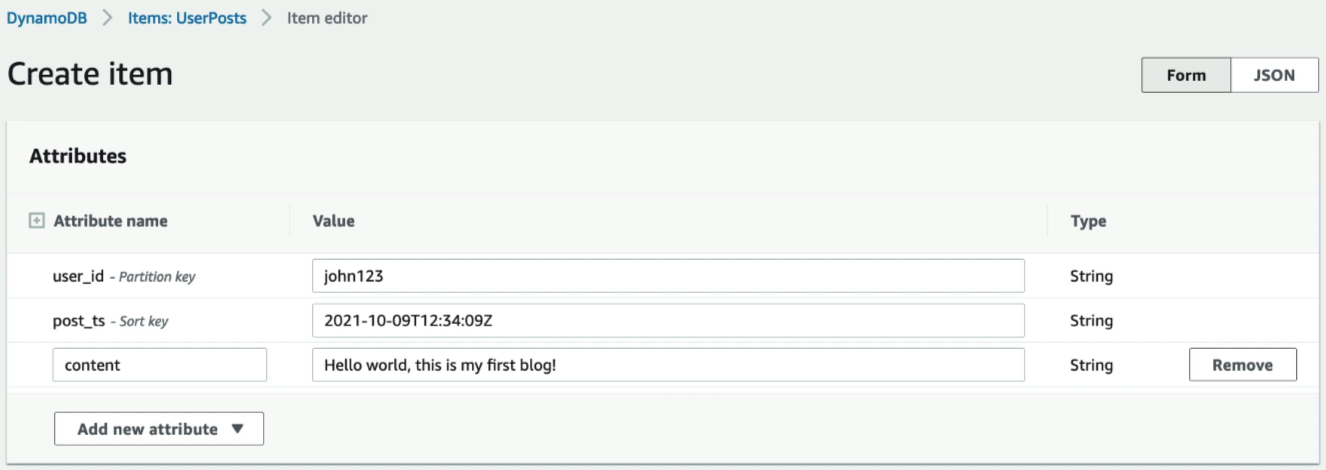 DynamoDB > Items: UserPosts > Item editor
Create item
Form JSON
Attributes
Attribute name Value Type
user_id - Partition key john123 String
post_ts - Sort key 2021-10-09T12:34:09Z String
content Hello world, this is my first blog! String Remove
Add new attribute ▼